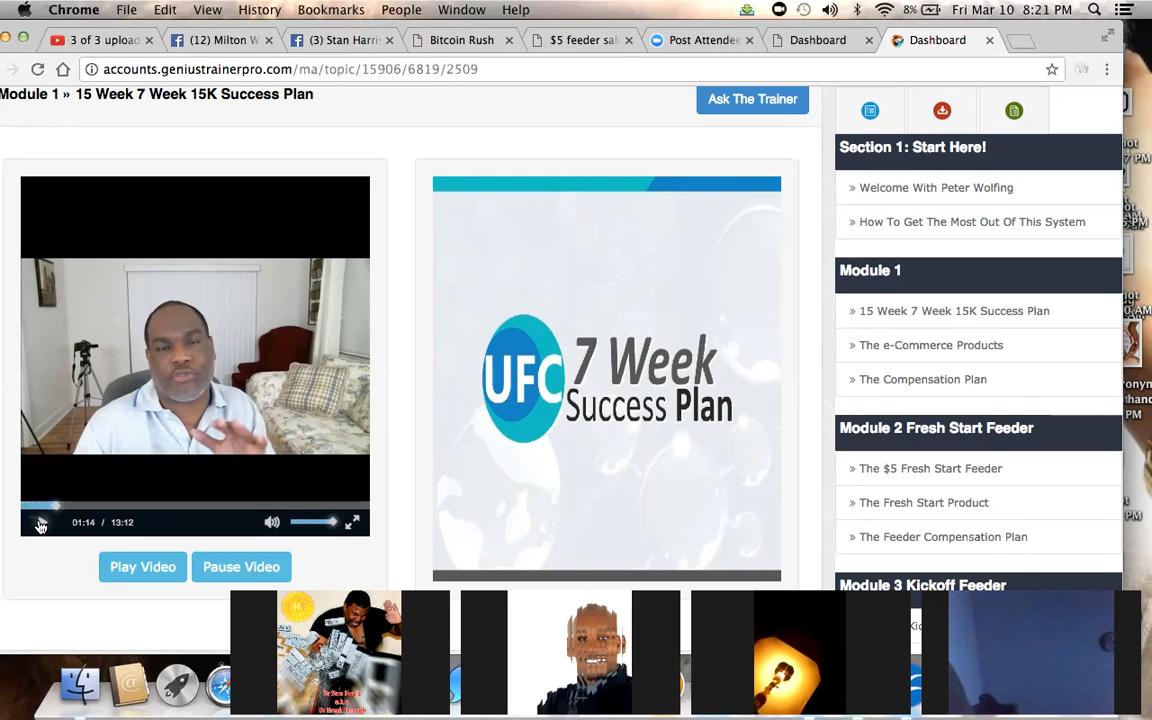 Chrome File Edit View History Bookmarks People Window Help 8% Fri Mar 10 8:21 PM
3 of 3 upload (12) Milton W (3) Stan Harri Bitcoin Rush $5 feeder sal Post Attendee Dashboard Dashboard
accounts.geniustrainerpro.com/ma/topic/15906/6819/2509
Module 1 » 15 Week 7 Week 15K Success Plan
Ask The Trainer
UFC 7 Week
Success Plan
01:14 / 13:12
Play Video Pause Video
Section 1: Start Here!
» Welcome With Peter Wolfing
» How To Get The Most Out Of This System
Module 1
» 15 Week 7 Week 15K Success Plan
» The e-Commerce Products
» The Compensation Plan
Module 2 Fresh Start Feeder
» The $5 Fresh Start Feeder
» The Fresh Start Product
» The Feeder Compensation Plan
Module 3 Kickoff Feeder